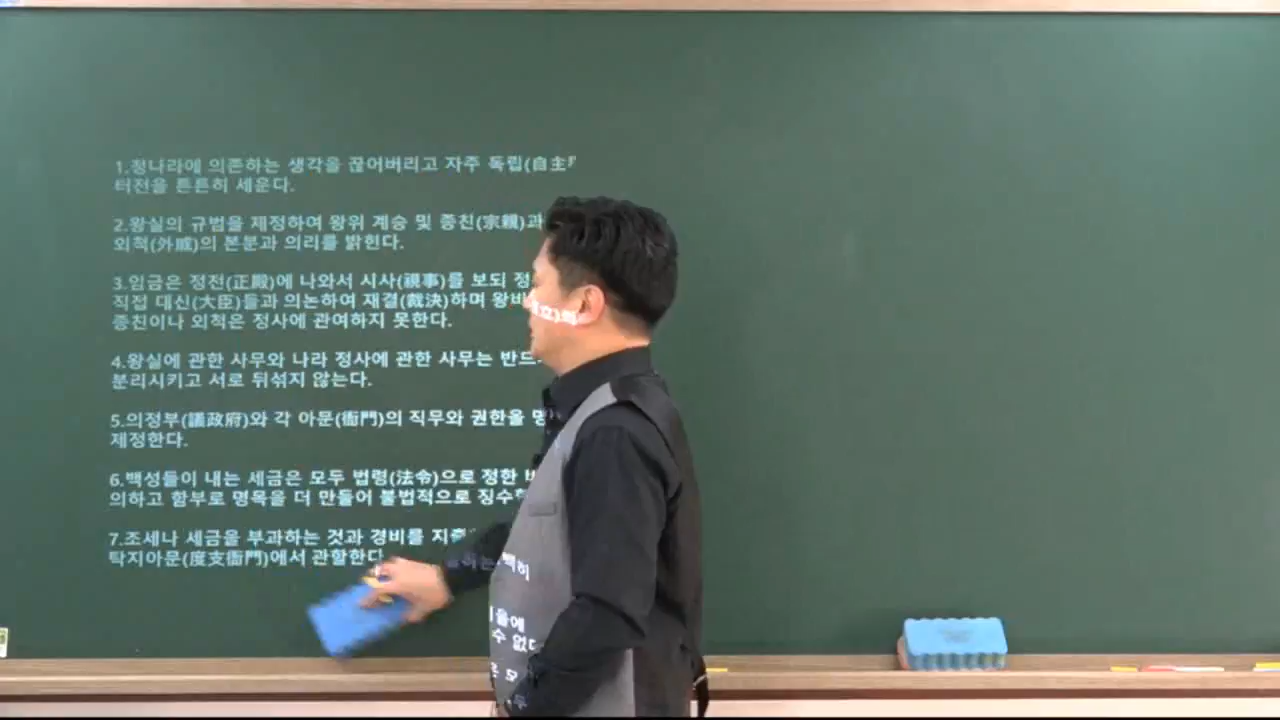 1.청나라에 의존하는 생각을 끊어버리고 자주 독립(自主
터전을 튼튼히 세운다.
2.왕실의 규범을 제정하여 왕위 계승 및 종친(宗親)과
외척(外戚)의 본분과 의리를 밝힌다.
3.임금은 정전(正殿)에 나와서 시사(視事)를 보되 정
직접 대신(大臣)들과 의논하여 재결(裁決)하며 왕비
종친이나 외척은 정사에 관여하지 못한다.
4.왕실에 관한 사무와 나라 정사에 관한 사무는 반드
분리시키고 서로 뒤섞지 않는다.
5.의정부(議政府)와 각 아문(衙門)의 직무와 권한을 명
제정한다.
6.백성들이 내는 세금은 모두 법령(法令)으로 정한 비
의하고 함부로 명목을 더 만들어 불법적으로 징수
7.조세나 세금을 부과하는 것과 경비를 지출
탁지아문(度支衙門)에서 관할한다.
백히
율에
수 없다